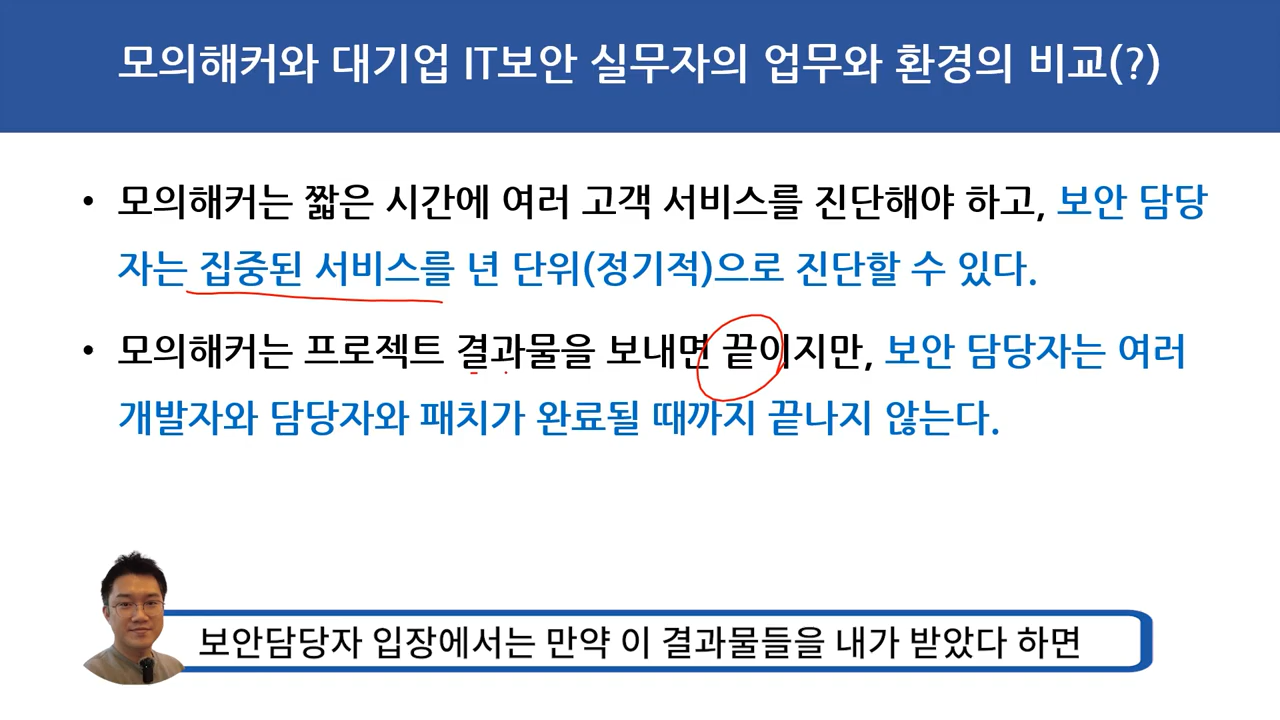 모의해커와 대기업 IT보안 실무자의 업무와 환경의 비교(?)
• 모의해커는 짧은 시간에 여러 고객 서비스를 진단해야 하고, 보안 담당
자는 집중된 서비스를 년 단위(정기적)으로 진단할 수 있다.
• 모의해커는 프로젝트 결과물을 보내면 끝이지만, 보안 담당자는 여러
개발자와 담당자와 패치가 완료될 때까지 끝나지 않는다.
보안담당자 입장에서는 만약 이 결과물들을 내가 받았다 하면